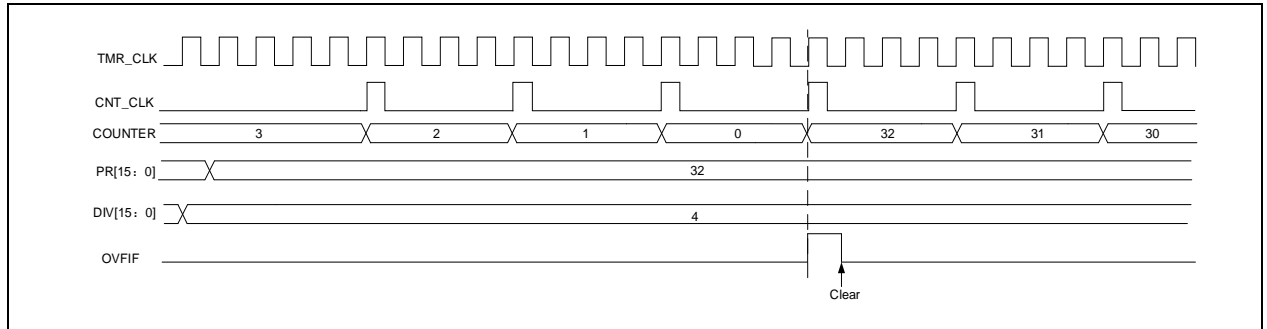 TMR_CLK
CNT_CLK
COUNTER 3 2 1 0 32 31 30
PR[15：0] 32
DIV[15：0] 4
OVFIF
Clear